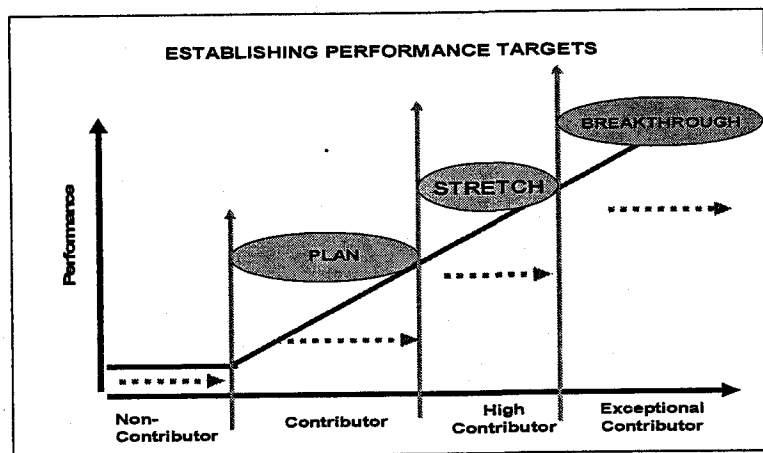 ESTABLISHING PERFORMANCE TARGETS
BREAKTHROUGH
STRETCH
PLAN
Performance
Non-
Contributor
Contributor
High
Contributor
Exceptional
Contributor